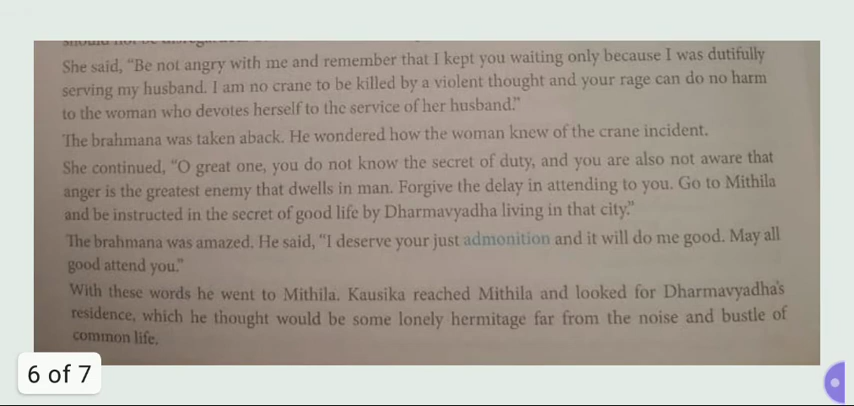 She said, “Be not angry with me and remember that I kept you waiting only because I was dutifully
serving my husband. I am no crane to be killed by a violent thought and your rage can do no harm
to the woman who devotes herself to the service of her husband.”
The brahmana was taken aback. He wondered how the woman knew of the crane incident.
She continued, “O great one, you do not know the secret of duty, and you are also not aware that
anger is the greatest enemy that dwells in man. Forgive the delay in attending to you. Go to Mithila
and be instructed in the secret of good life by Dharmavyadha living in that city.”
The brahmana was amazed. He said, “I deserve your just admonition and it will do me good. May all
good attend you.”
With these words he went to Mithila. Kausika reached Mithila and looked for Dharmavyadha's
residence, which he thought would be some lonely hermitage far from the noise and bustle of
common life.
6 of 7